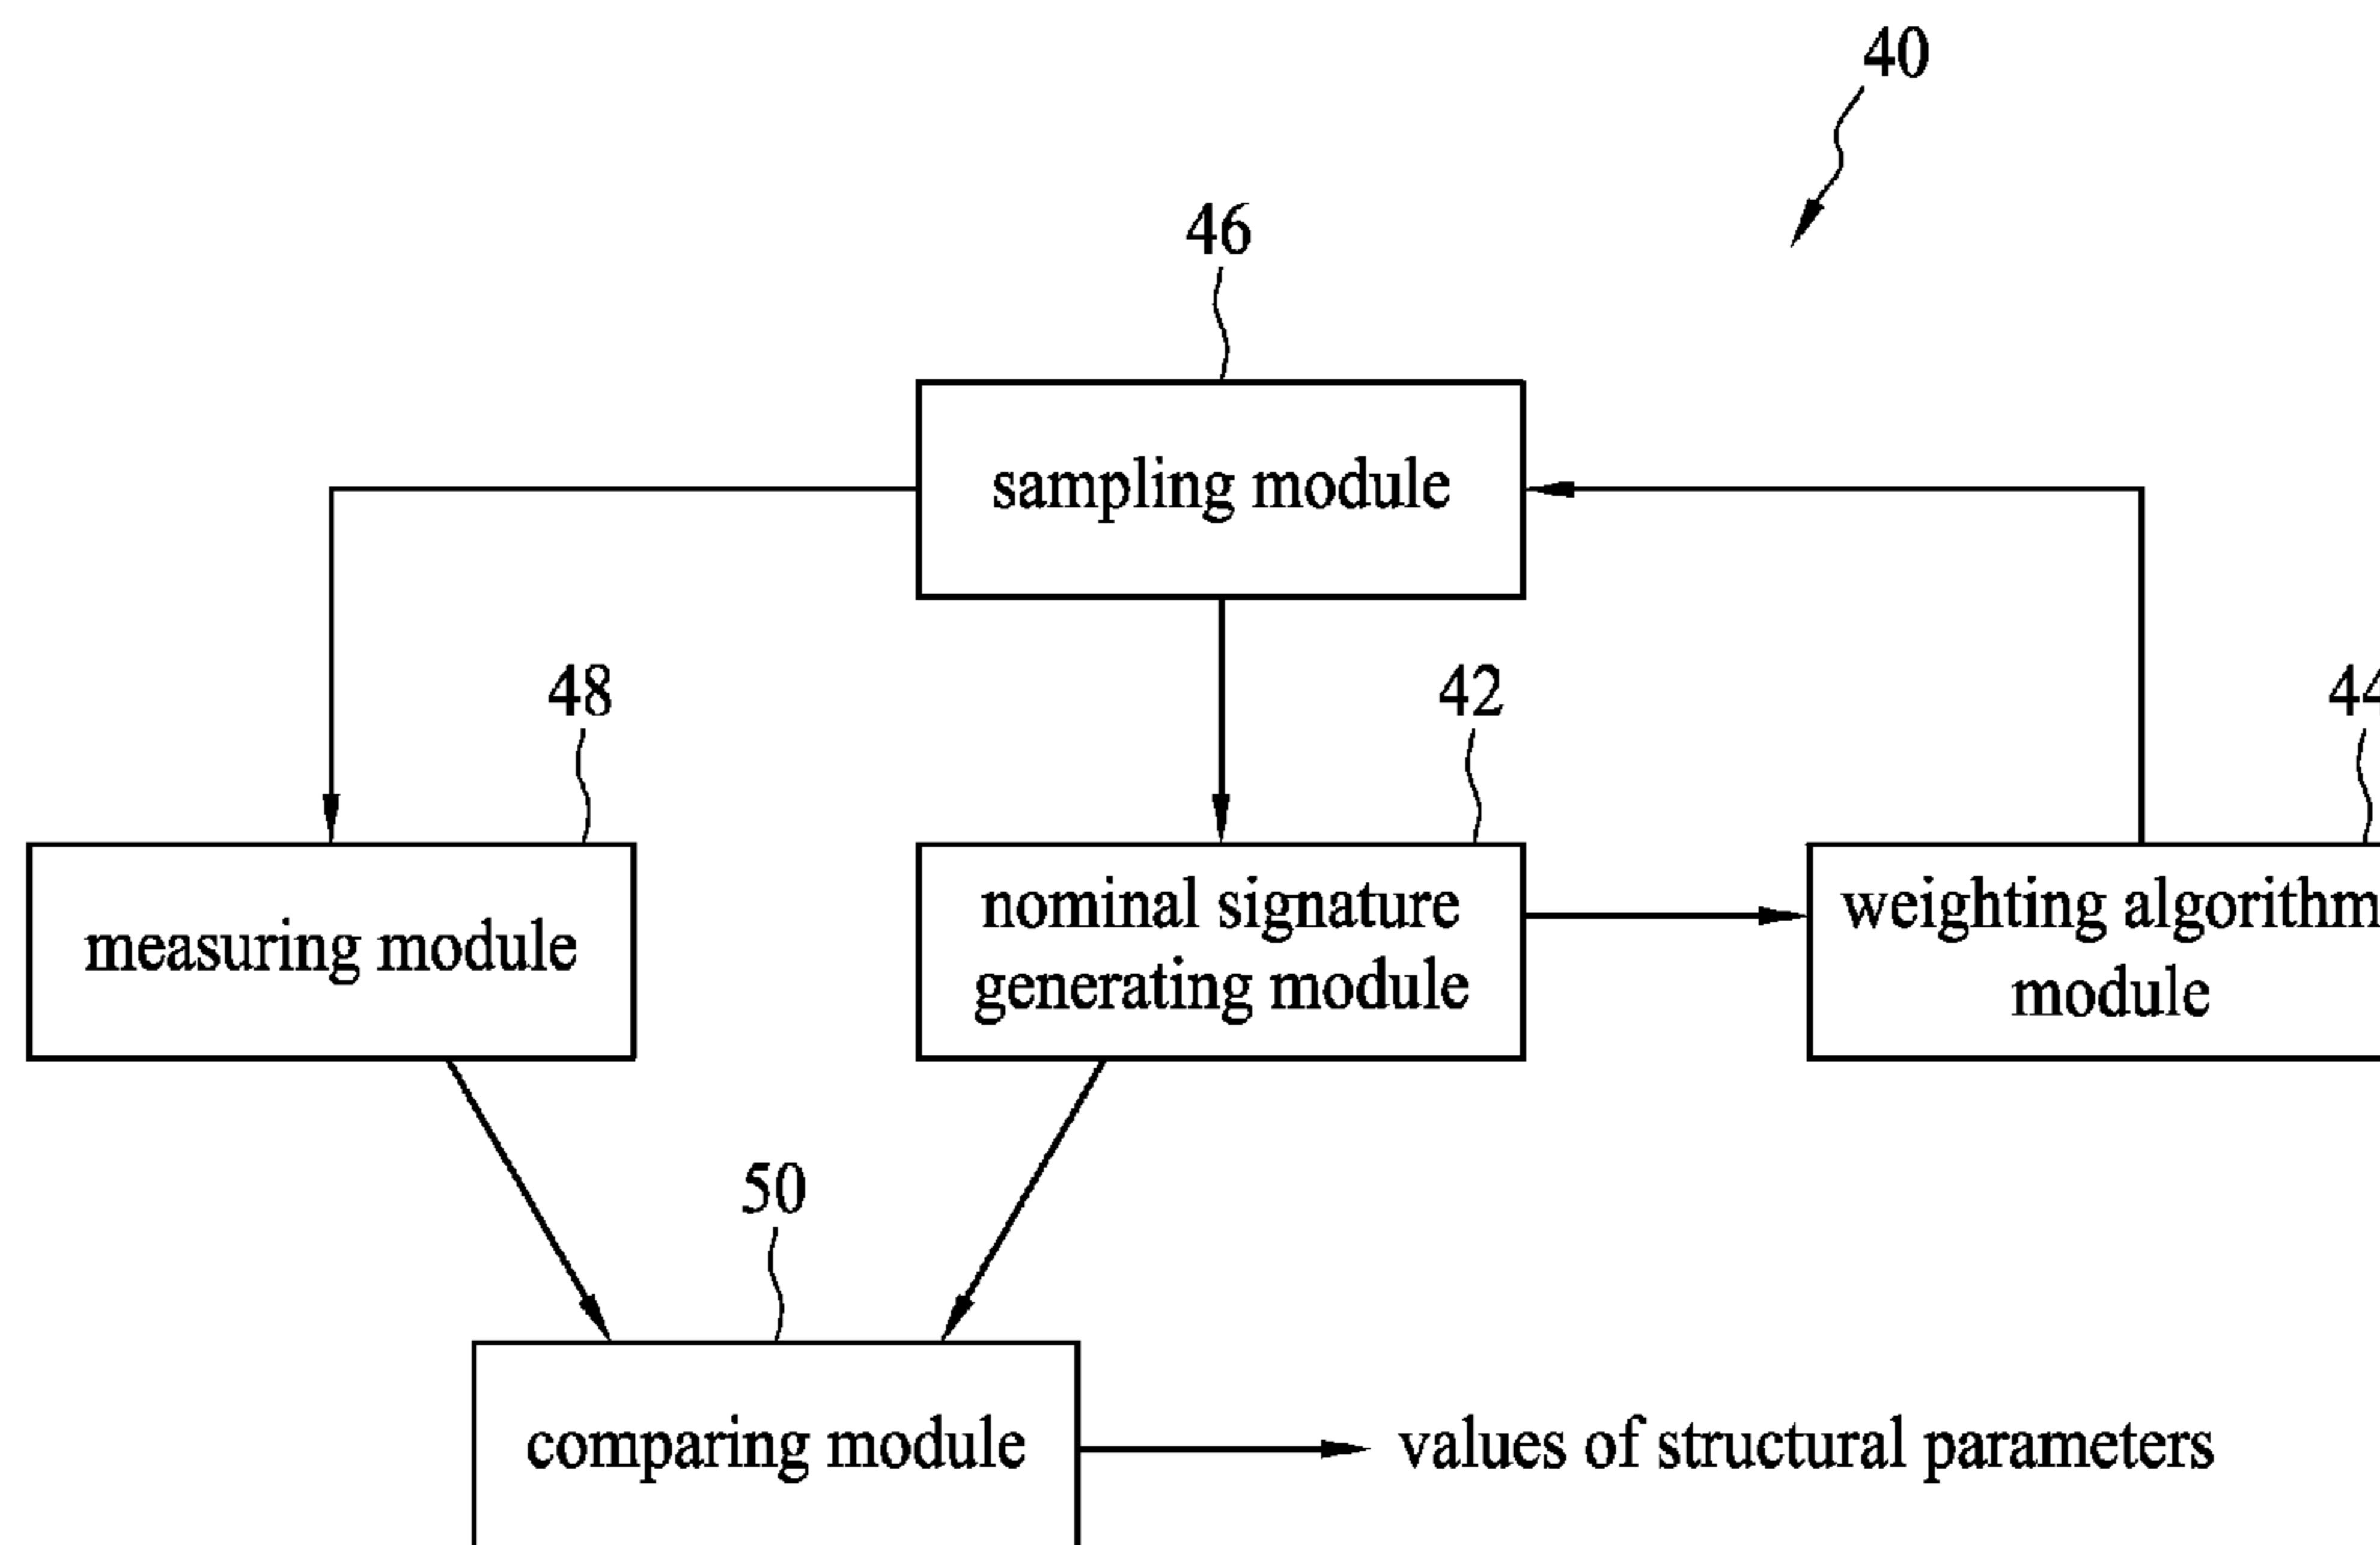 40
46
sampling module
48
42
44
measuring module
nominal signature
generating module
weighting algorithm
module
50
comparing module
values of structural parameters